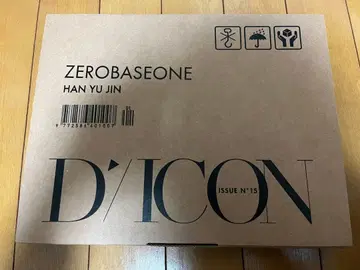 ZEROBASEONE
HAN YU JIN
D'/ICON
ISSUE N°15